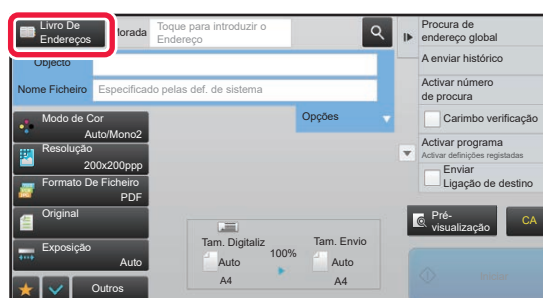 Livro De
Endereços
Morada
Toque para introduzir o
Endereço
Objecto
Nome Ficheiro
Especificado pelas def. de sistema
Opções
Modo de
Cor
Auto/Mono2
Resolução
200x200ppp
Formato De Ficheiro
PDF
Original
Exposição
Auto
Outros
Tam. Digitaliz
Auto
A4
100%
Tam. Envio
Auto
A4
Procura de
endereço global
A enviar histórico
Activar número
de procura
Carimbo verificação
Activar programa
Activar definições registadas
Enviar
Ligação de destino
Pré-
visualização
CA
Iniciar